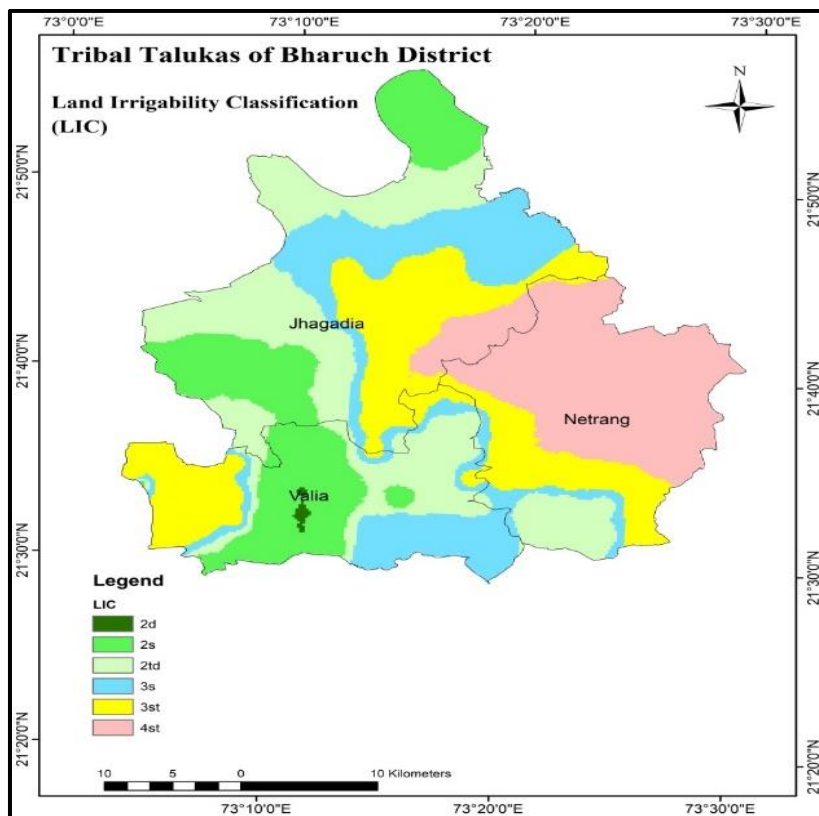 73°0'0"E 73°10'0"E 73°20'0"E 73°30'0"E
Tribal Talukas of Bharuch District
Land Irrigability Classification
(LIC)
N
21°50'0"N
21°50'0"N
Jhagadia
21°40'0"N
21°40'0"N
Netrang
Valia
21°30'0"N
21°30'0"N
Legend
LIC
2d
2s
2td
3s
3st
4st
21°20'0"N
21°20'0"N
10 5 0 10 Kilometers
73°10'0"E 73°20'0"E 73°30'0"E